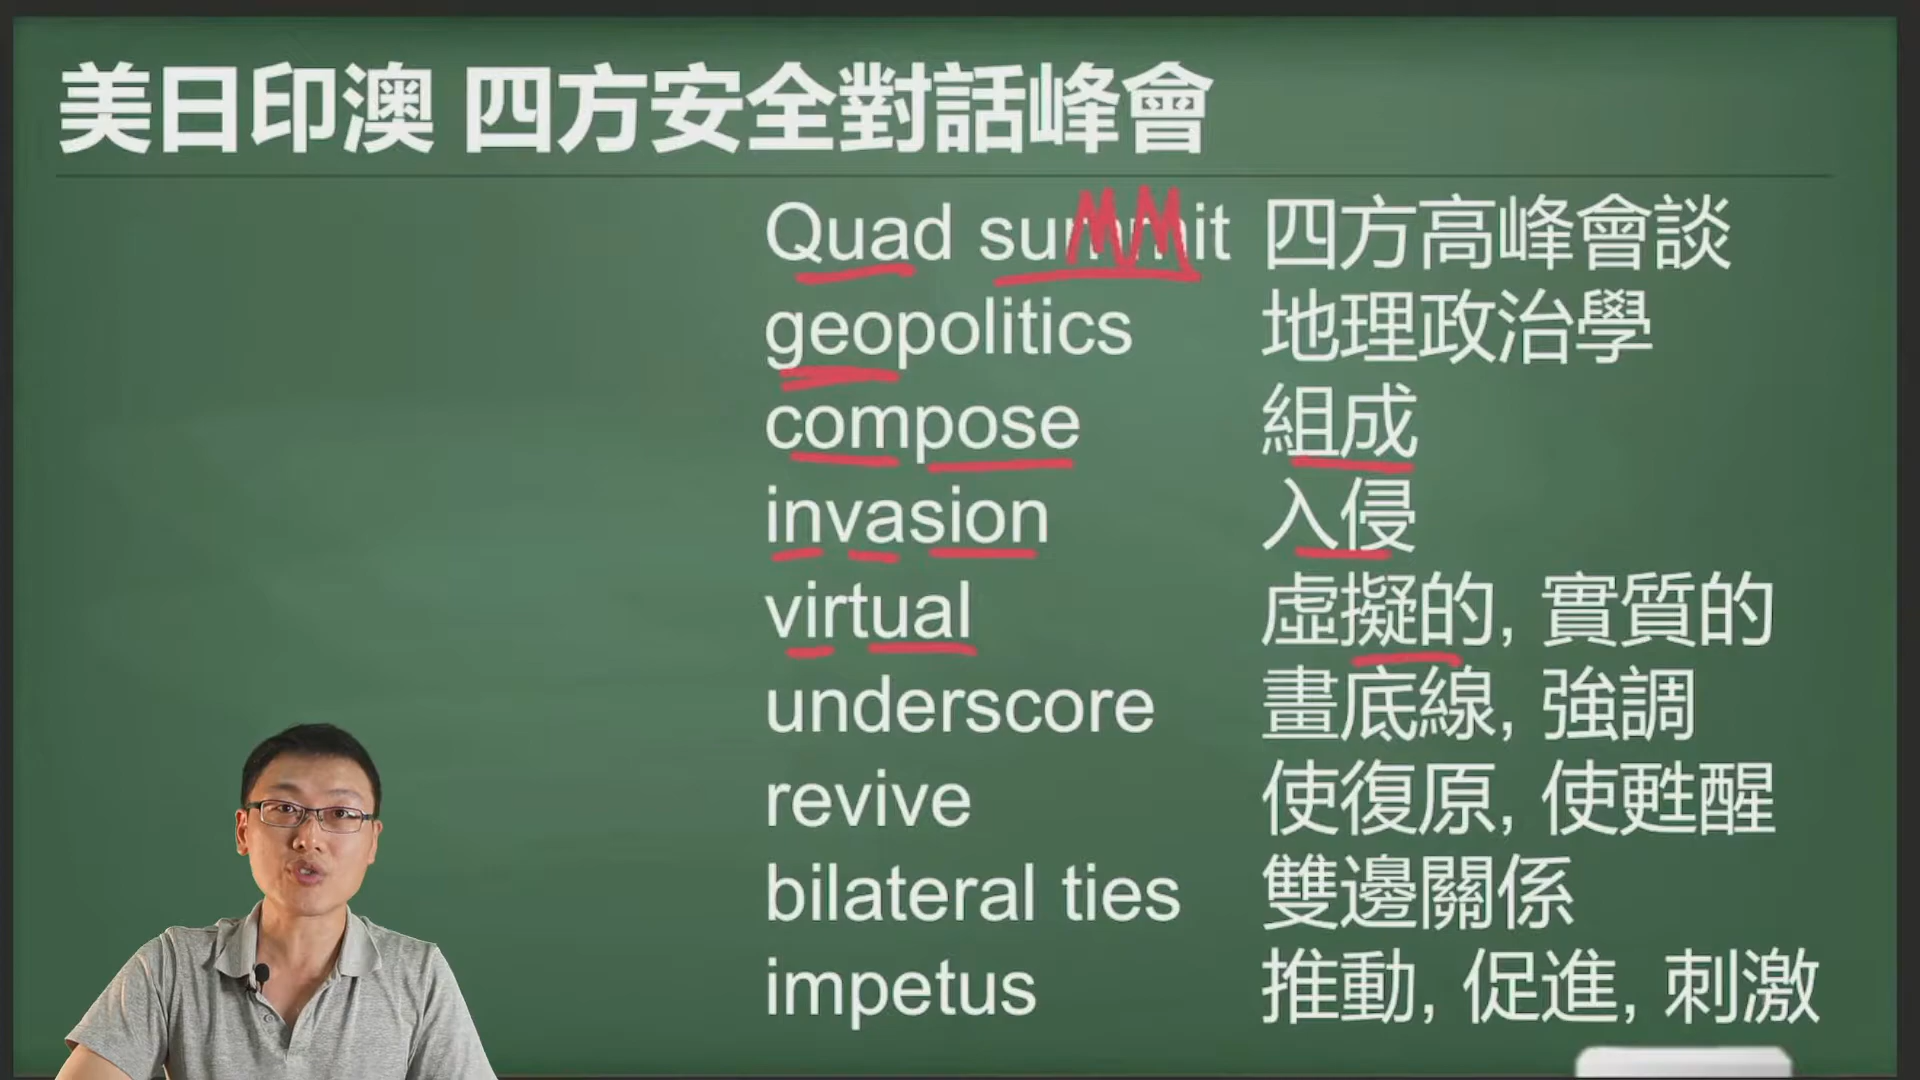 美日印澳 四方安全對話峰會
Quad summit 四方高峰會談
geopolitics 地理政治學
compose 組成
invasion 入侵
virtual 虛擬的, 實質的
underscore 畫底線, 強調
revive 使復原, 使甦醒
bilateral ties 雙邊關係
impetus 推動, 促進, 刺激